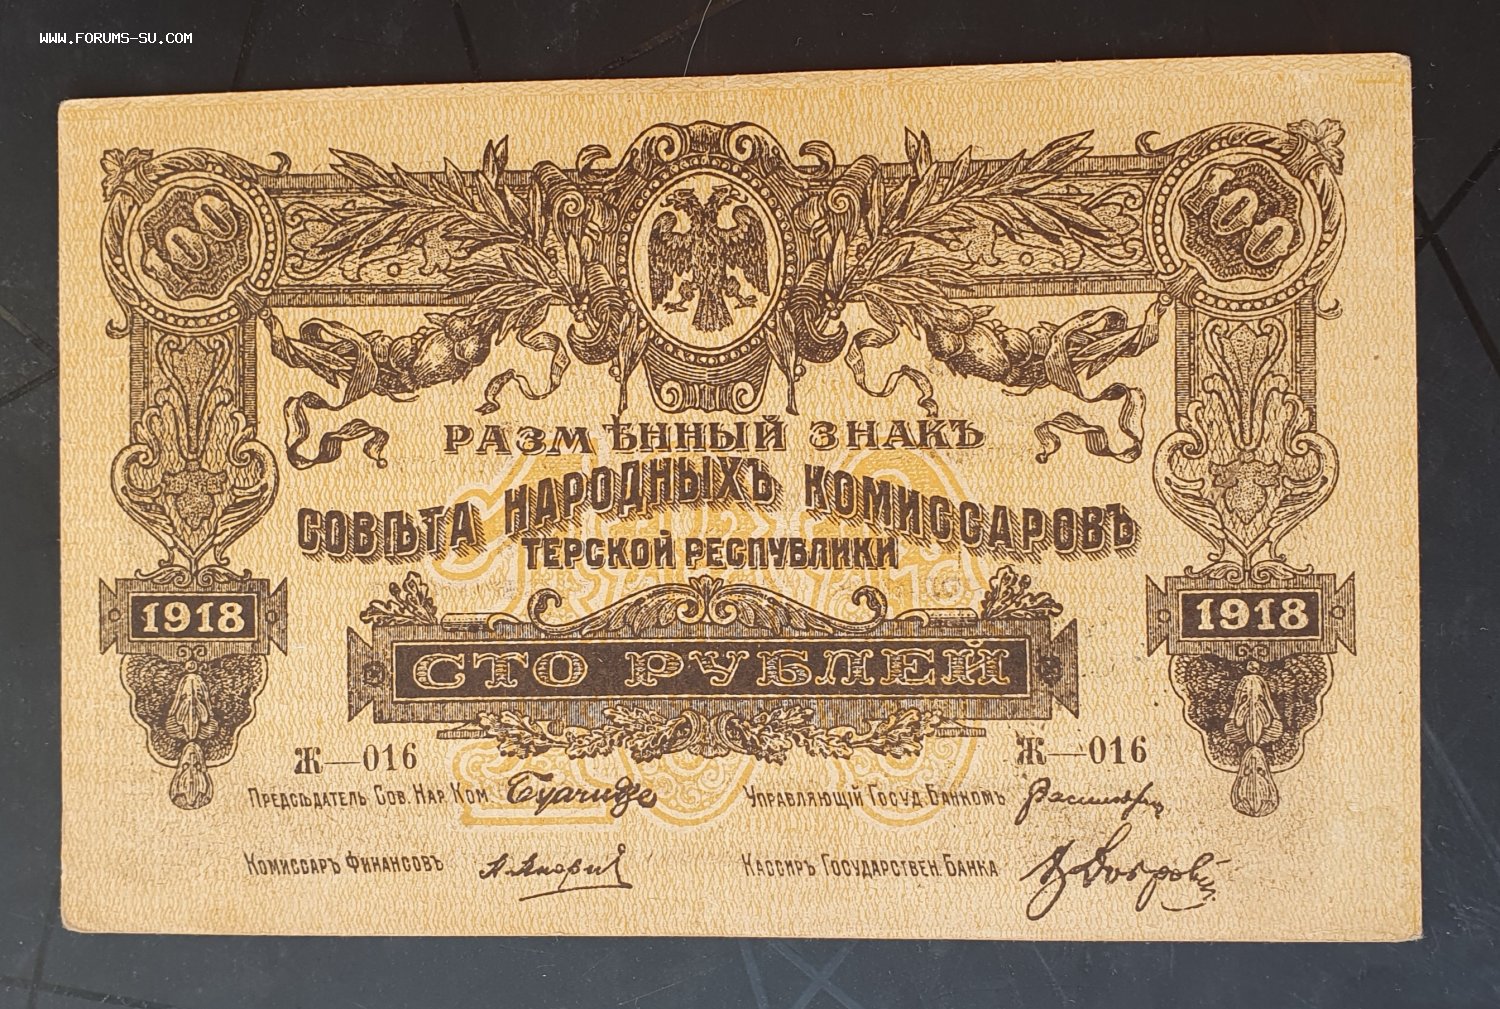 WWW.FORUMS-SU.COM
100 100
РАЗМѢННЫЙ ЗНАКЪ
СОВѢТА НАРОДНЫХЪ КОМИССАРОВЪ
ТЕРСКОЙ РЕСПУБЛИКИ
1918 1918
СТО РУБЛЕЙ
Ж—016 Ж—016
Предсѣдатель Сов. Нар. Ком. Буачидзе Управляющій Госуд. Банкомъ
Комиссаръ Финансовъ Кассиръ Государствен. Банка